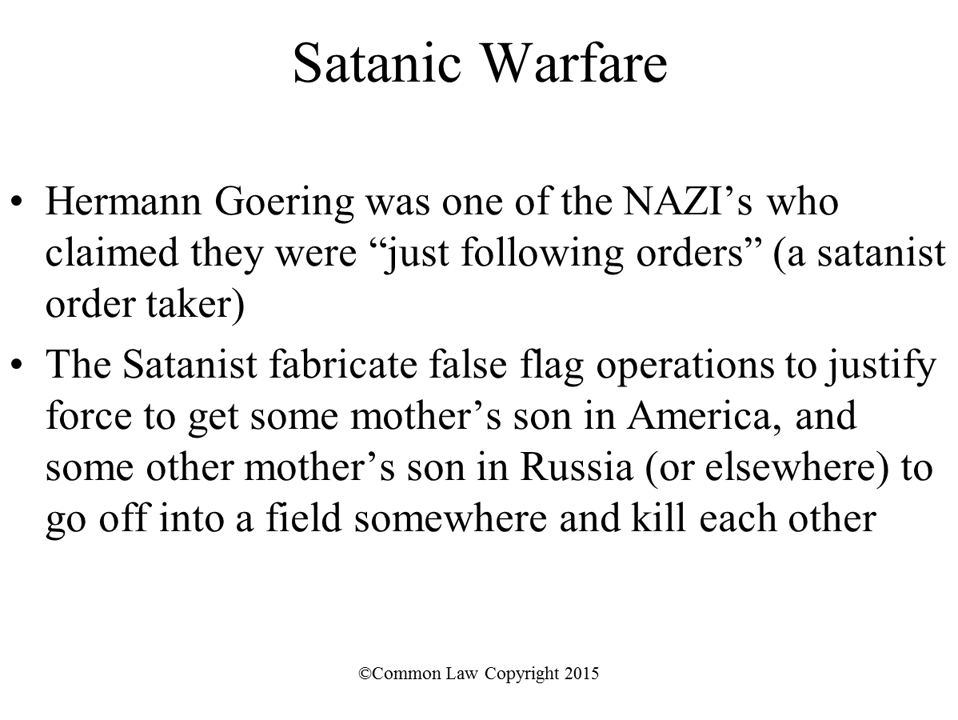 Satanic Warfare
• Hermann Goering was one of the NAZI’s who
claimed they were “just following orders” (a satanist
order taker)
• The Satanist fabricate false flag operations to justify
force to get some mother’s son in America, and
some other mother’s son in Russia (or elsewhere) to
go off into a field somewhere and kill each other
©Common Law Copyright 2015